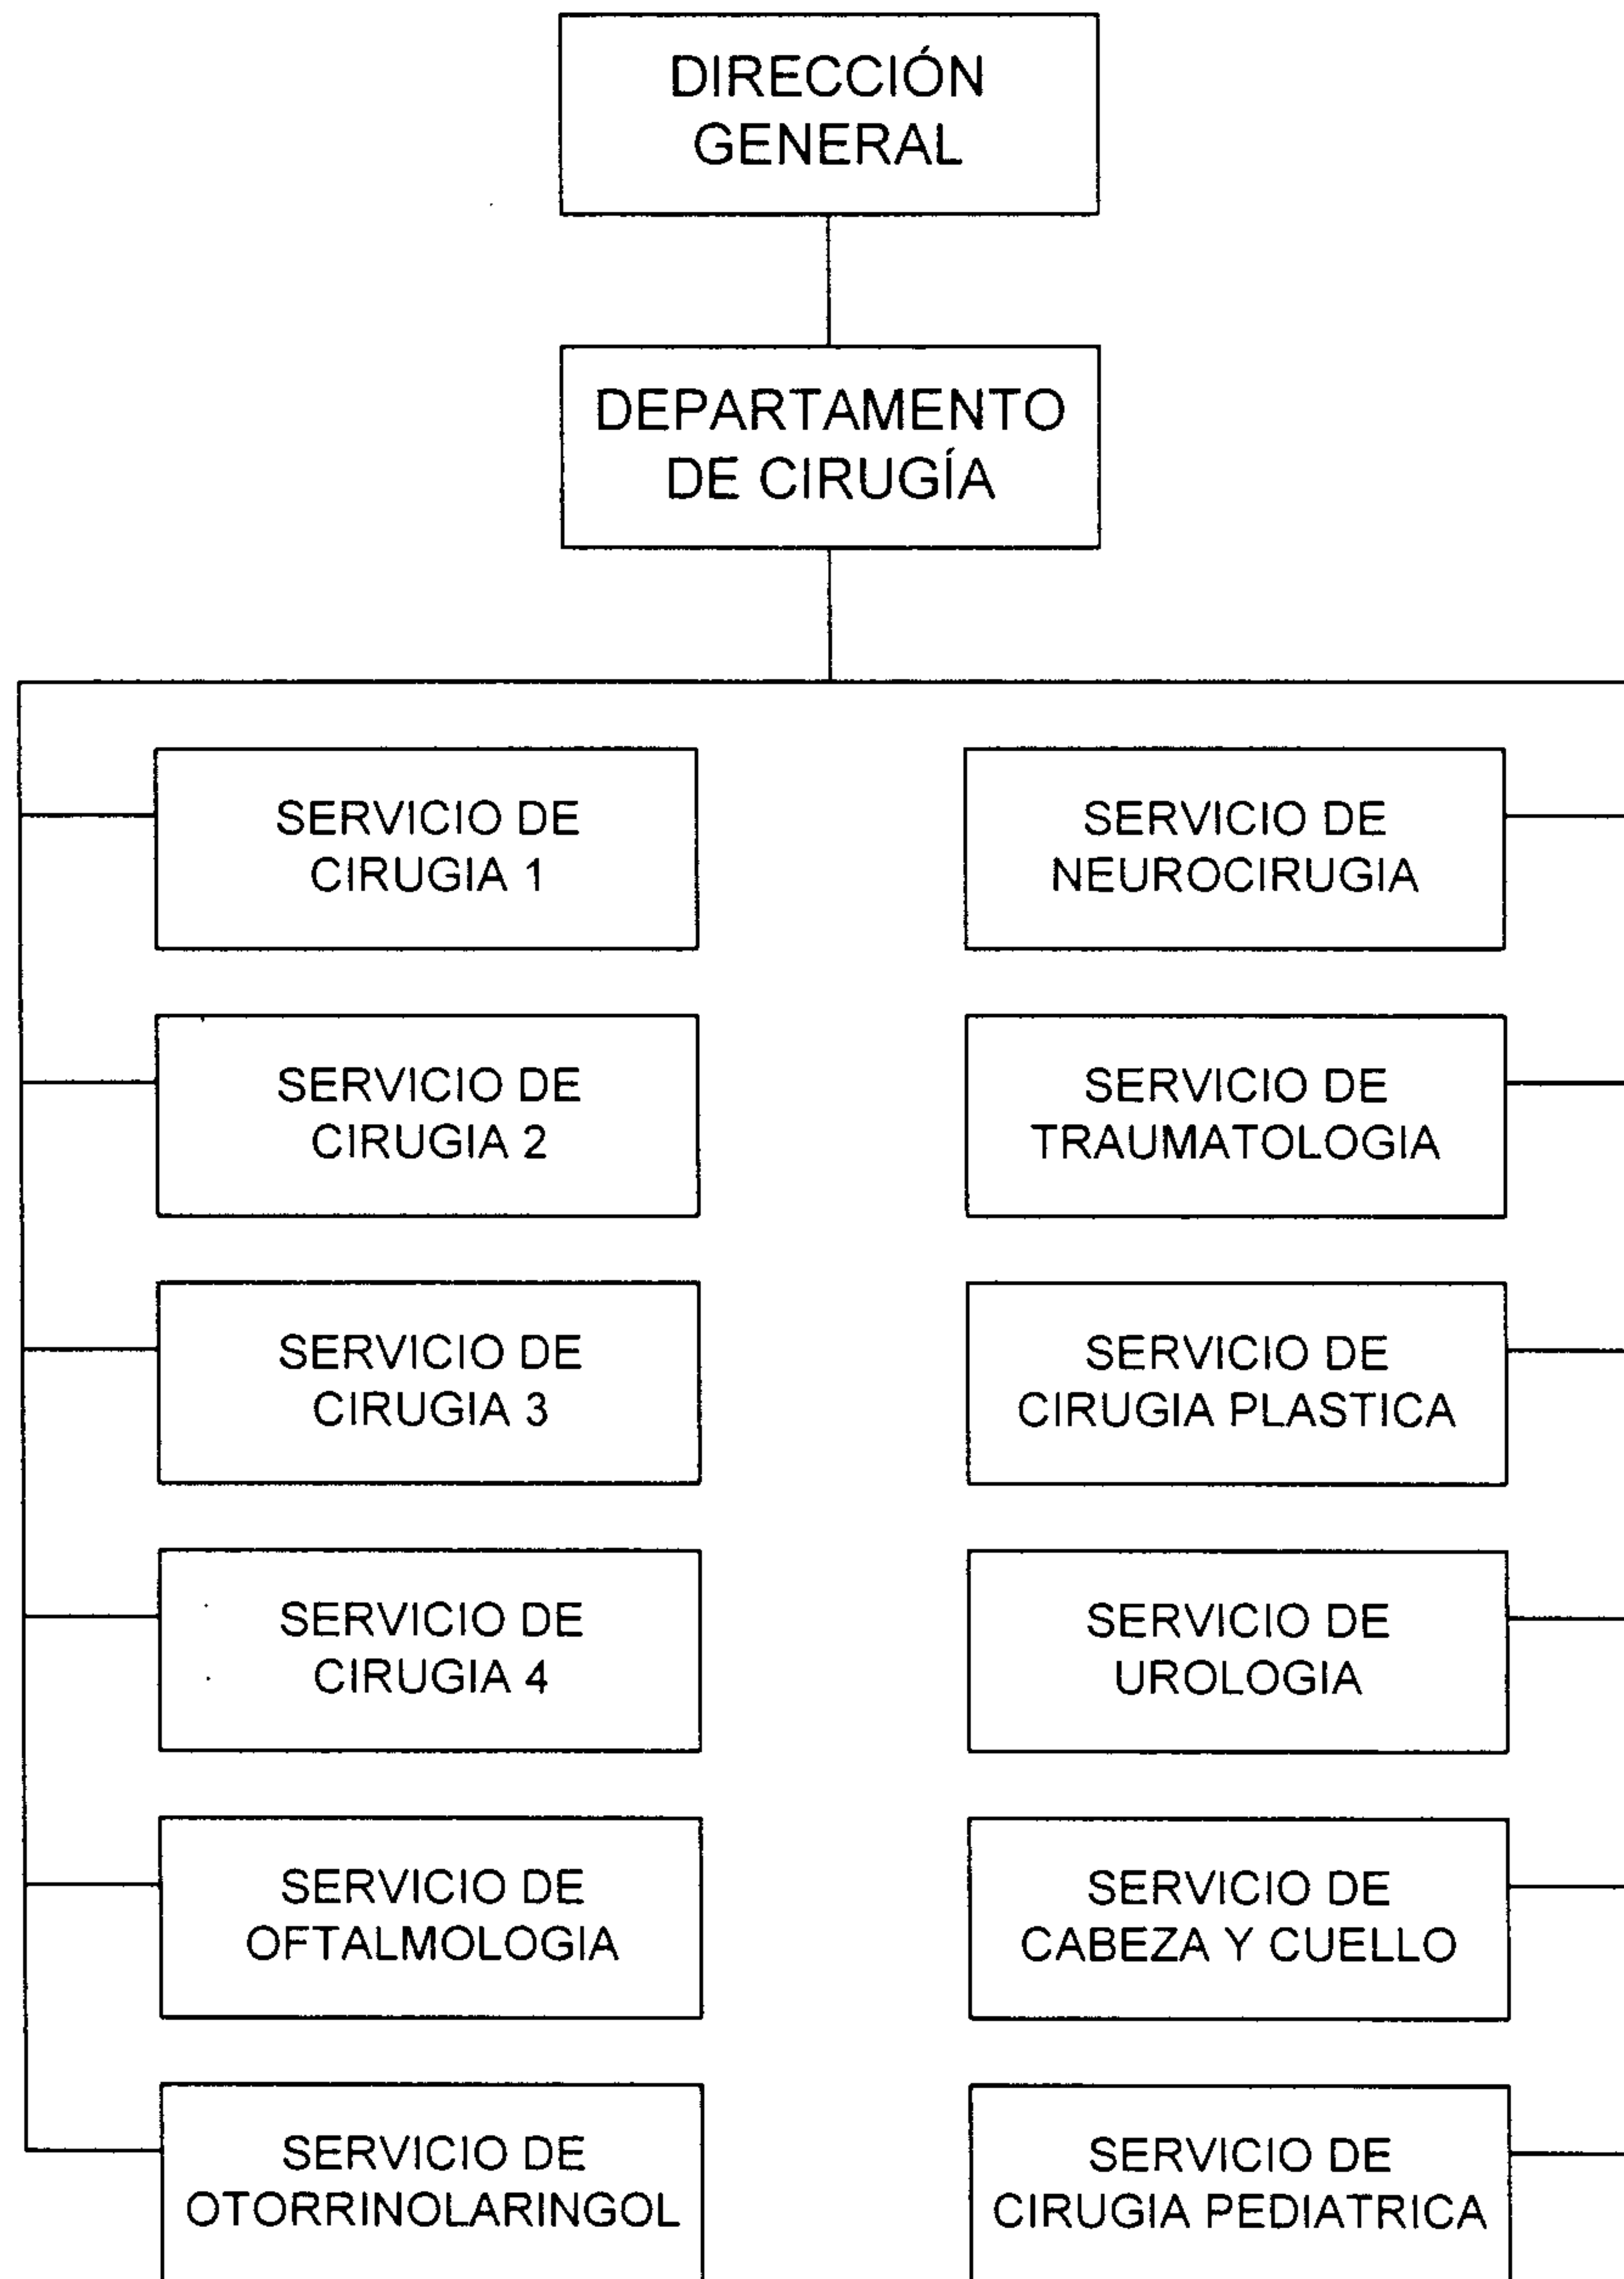 DIRECCIÓN
GENERAL
DEPARTAMENTO
DE CIRUGÍA
SERVICIO DE
CIRUGIA 1
SERVICIO DE
NEUROCIRUGIA
SERVICIO DE
CIRUGIA 2
SERVICIO DE
TRAUMATOLOGIA
SERVICIO DE
CIRUGIA 3
SERVICIO DE
CIRUGIA PLASTICA
SERVICIO DE
CIRUGIA 4
SERVICIO DE
UROLOGIA
SERVICIO DE
OFTALMOLOGIA
SERVICIO DE
CABEZA Y CUELLO
SERVICIO DE
OTORRINOLARINGOL
SERVICIO DE
CIRUGIA PEDIATRICA